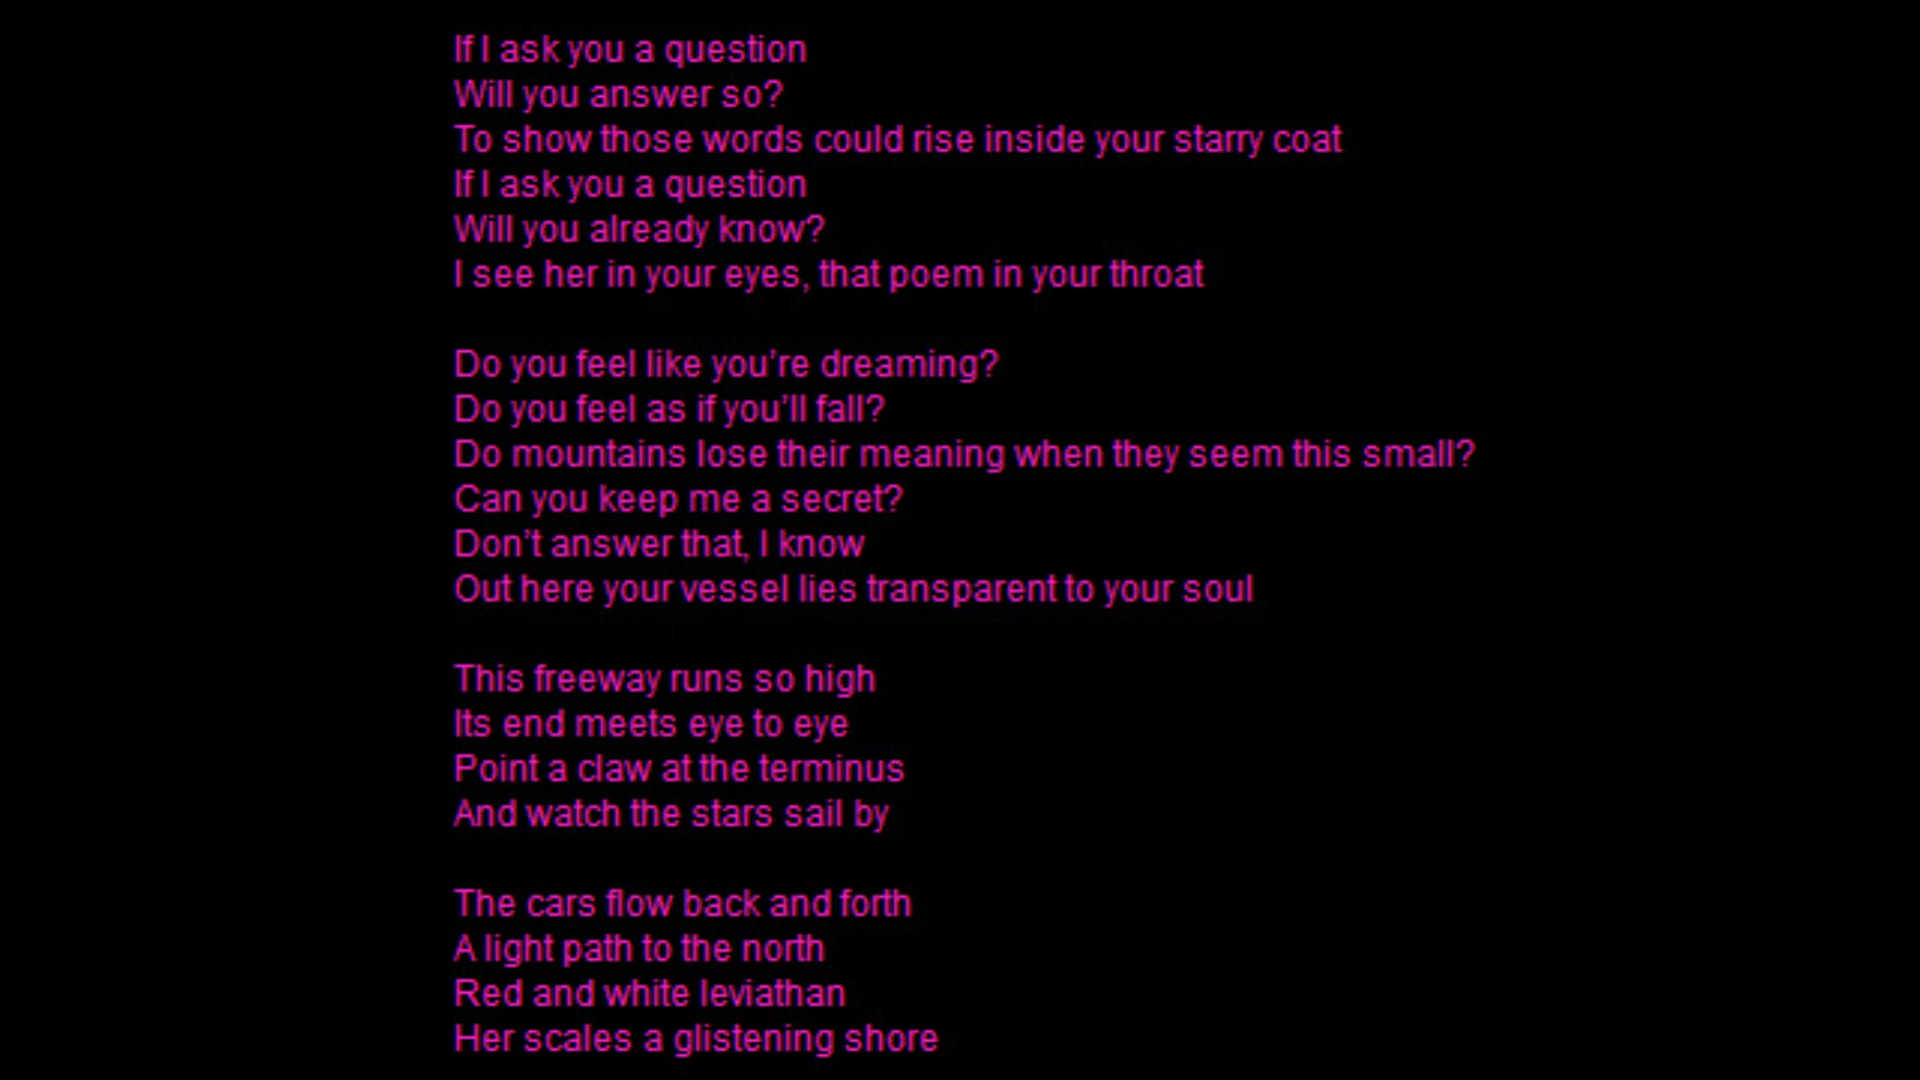 If I ask you a question
Will you answer so?
To show those words could rise inside your starry coat
If I ask you a question
Will you already know?
I see her in your eyes, that poem in your throat

Do you feel like you're dreaming?
Do you feel as if you'll fall?
Do mountains lose their meaning when they seem this small?
Can you keep me a secret?
Don't answer that, I know
Out here your vessel lies transparent to your soul

This freeway runs so high
Its end meets eye to eye
Point a claw at the terminus
And watch the stars sail by

The cars flow back and forth
A light path to the north
Red and white leviathan
Her scales a glistening shore